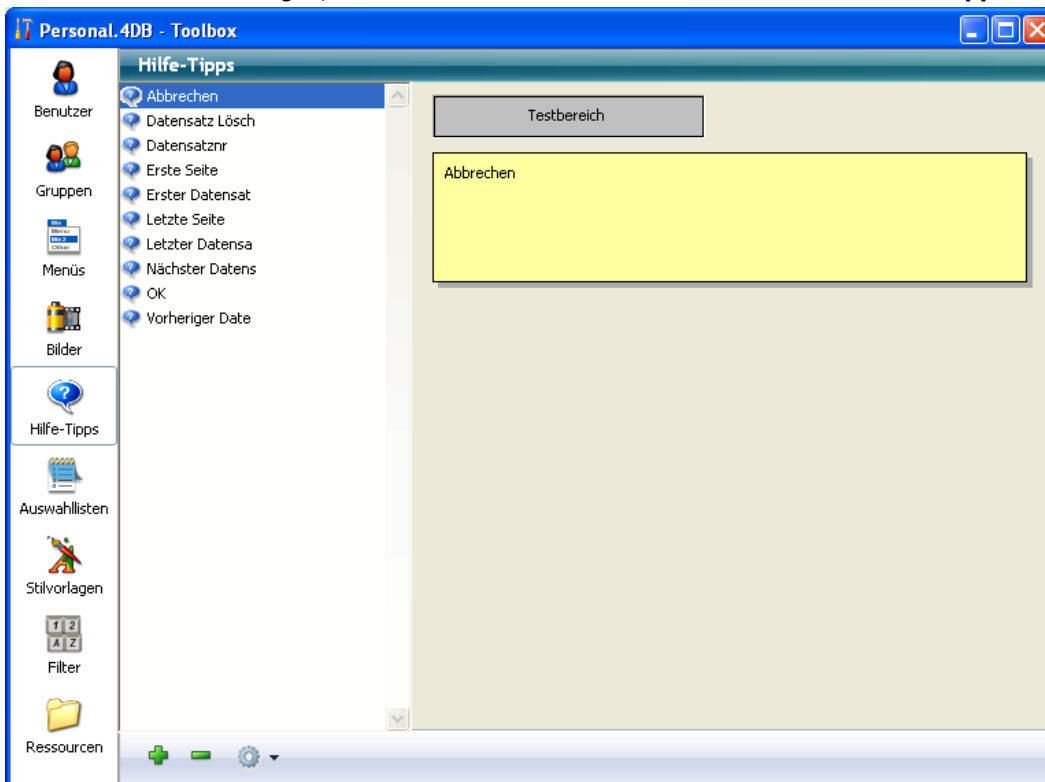 Personal.4DB - Toolbox
Hilfe-Tipps
Benutzer
Gruppen
Menüs
Bilder
Hilfe-Tipps
Auswahllisten
Stilvorlagen
Filter
Ressourcen
Abbrechen
Datensatz Lösch
Datensatznr
Erste Seite
Erster Datensat
Letzte Seite
Letzter Datensa
Nächster Datens
OK
Vorheriger Date
Testbereich
Abbrechen